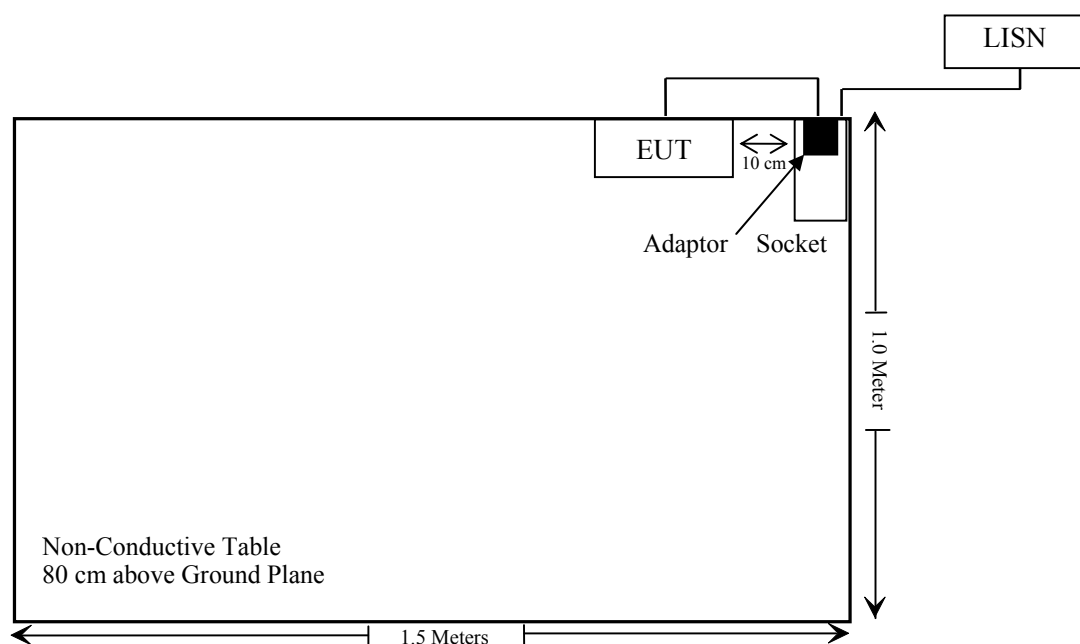 LISN
EUT
10 cm
Adaptor
Socket
1.0 Meter
Non-Conductive Table
80 cm above Ground Plane
1.5 Meters